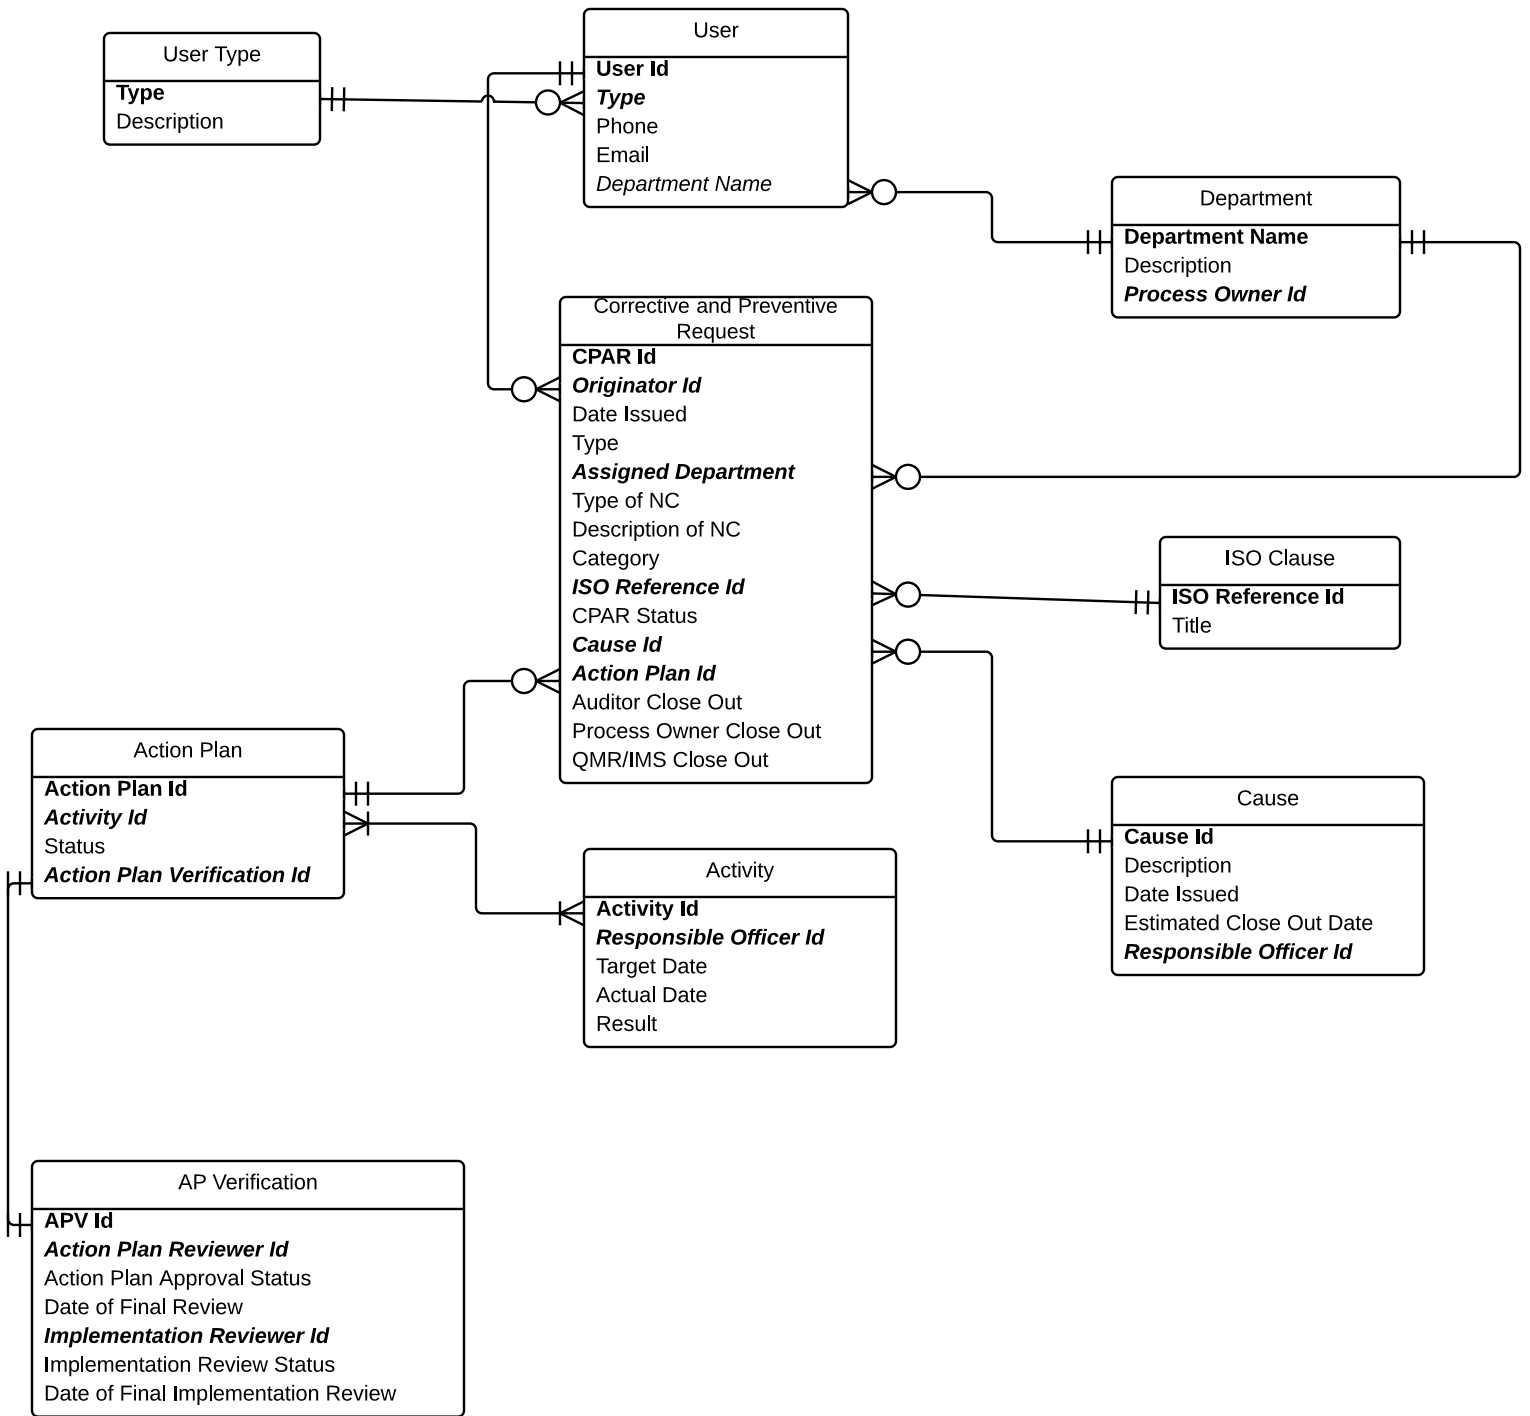 User Type
Type
Description
User
User Id
Type
Phone
Email
Department Name
Department
Department Name
Description
Process Owner Id
Corrective and Preventive
Request
CPAR Id
Originator Id
Date Issued
Type
Assigned Department
Type of NC
Description of NC
Category
ISO Reference Id
CPAR Status
Cause Id
Action Plan Id
Auditor Close Out
Process Owner Close Out
QMR/IMS Close Out
ISO Clause
ISO Reference Id
Title
Action Plan
Action Plan Id
Activity Id
Status
Action Plan Verification Id
Activity
Activity Id
Responsible Officer Id
Target Date
Actual Date
Result
Cause
Cause Id
Description
Date Issued
Estimated Close Out Date
Responsible Officer Id
AP Verification
APV Id
Action Plan Reviewer Id
Action Plan Approval Status
Date of Final Review
Implementation Reviewer Id
Implementation Review Status
Date of Final Implementation Review